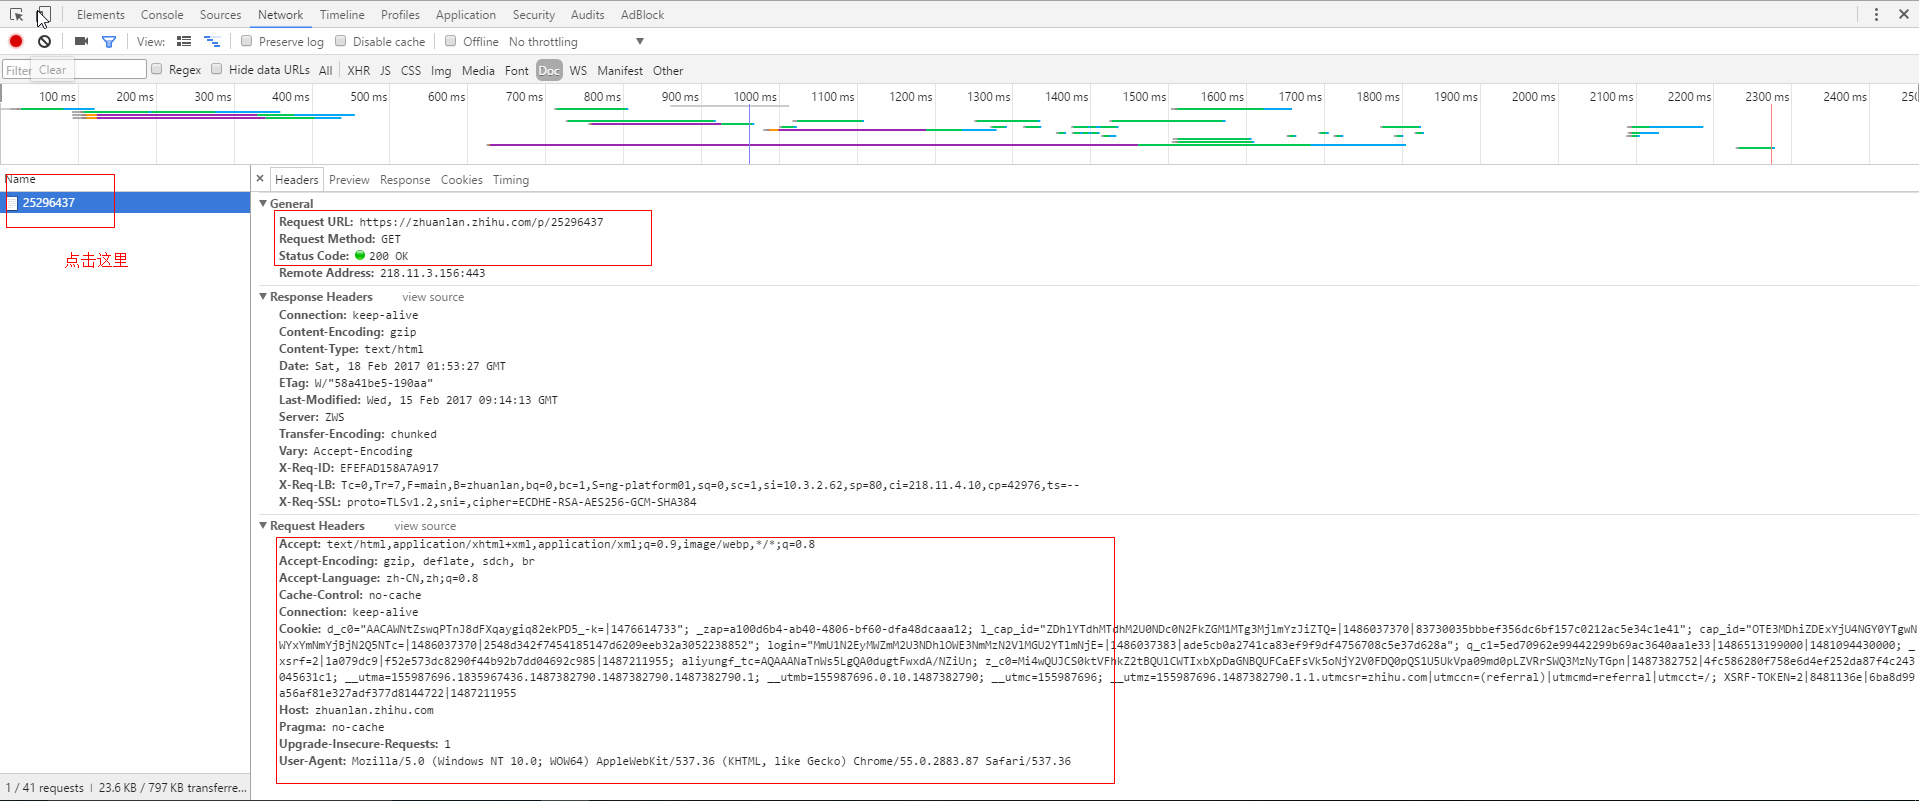 Elements Console Sources Network Timeline Profiles Application Security Audits AdBlock
View: Preserve log Disable cache Offline No throttling
Filter Clear Regex Hide data URLs All XHR JS CSS Img Media Font Doc WS Manifest Other
100 ms 200 ms 300 ms 400 ms 500 ms 600 ms 700 ms 800 ms 900 ms 1000 ms 1100 ms 1200 ms 1300 ms 1400 ms 1500 ms 1600 ms 1700 ms 1800 ms 1900 ms 2000 ms 2100 ms 2200 ms 2300 ms 2400 ms 250
Name
25296437
点击这里
Headers Preview Response Cookies Timing
General
Request URL: https://zhuanlan.zhihu.com/p/25296437
Request Method: GET
Status Code: 200 OK
Remote Address: 218.11.3.156:443
Response Headers view source
Connection: keep-alive
Content-Encoding: gzip
Content-Type: text/html
Date: Sat, 18 Feb 2017 01:53:27 GMT
ETag: W/"58a41be5-190aa"
Last-Modified: Wed, 15 Feb 2017 09:14:13 GMT
Server: ZWS
Transfer-Encoding: chunked
Vary: Accept-Encoding
X-Req-ID: EFEFAD158A7A917
X-Req-LB: Tc=0,Tr=7,F=main,B=zhuanlan,bq=0,bc=1,S=ng-platform01,sq=0,sc=1,si=10.3.2.62,sp=80,ci=218.11.4.10,cp=42976,ts=--
X-Req-SSL: proto=TLSv1.2,sni=,cipher=ECDHE-RSA-AES256-GCM-SHA384
Request Headers view source
Accept: text/html,application/xhtml+xml,application/xml;q=0.9,image/webp,*/*;q=0.8
Accept-Encoding: gzip, deflate, sdch, br
Accept-Language: zh-CN,zh;q=0.8
Cache-Control: no-cache
Connection: keep-alive
Cookie: d_c0="AACAWNtZswqPTnJ8dFXqaygiq82ekPD5_-k=|1476614733"; _zap=a100d6b4-ab40-4806-bf60-dfa48dcaaa12; l_cap_id="ZDhlYTdhMTdhM2U0NDc0N2FkZGM1MTg3MjlmYzJiZTQ=|1486037370|83730035bbbef356dc6bf157c0212ac5e34c1e41"; cap_id="OTE3MDhiZDExYjU4NGY0YTgwN
WYxYmNmYjBjN2Q5NTc=|1486037370|2548d342f7454185147d6209eeb32a3052238852"; login="MmU1N2EyMWZmM2U3NDhlOWE3NmMzN2VlMGU2YTlmNjE=|1486037383|ade5cb0a2741ca83ef9f9df4756708c5e37d628a"; q_c1=5ed70962e99442299b69ac3640aa1e33|1486513199000|1481094430000; _
xsrf=2|1a079dc9|f52e573dc8290f44b92b7dd04692c985|1487211955; aliyungf_tc=AQAAANaTnWs5LgQA0dugtFwxdA/NZiUn; z_c0=Mi4wQUJCS0ktVFhkZ2tBQUlCWTIxbXpDaGNBQUFCaEFsVk5oNjY2V0FDQ0pQS1U5UkVpa09md0pLZVRrSWQ3MzNyTGpn|1487382752|4fc586280f758e6d4ef252da87f4c243
045631c1; __utma=155987696.1835967436.1487382790.1487382790.1487382790.1; __utmb=155987696.0.10.1487382790; __utmc=155987696; __utmz=155987696.1487382790.1.1.utmcsr=zhihu.com|utmccn=(referral)|utmcmd=referral|utmcct=/; XSRF-TOKEN=2|8481136e|6ba8d99
a56af81e327adf377d8144722|1487211955
Host: zhuanlan.zhihu.com
Pragma: no-cache
Upgrade-Insecure-Requests: 1
User-Agent: Mozilla/5.0 (Windows NT 10.0; WOW64) AppleWebKit/537.36 (KHTML, like Gecko) Chrome/55.0.2883.87 Safari/537.36
1 / 41 requests | 23.6 KB / 797 KB transferre...